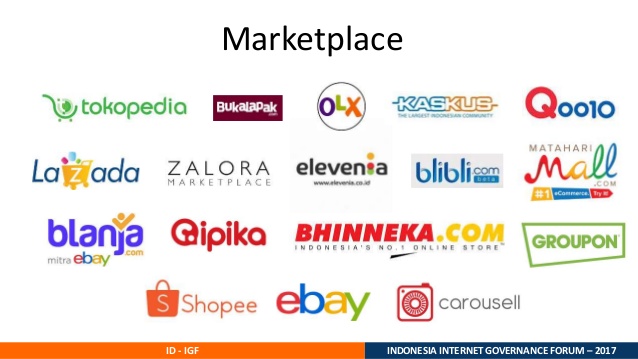 Marketplace
tokopedia
BukaLapak
.com
OLX
KASKUS
THE LARGEST INDONESIAN COMMUNITY
Qoo10
Lazada
ZALORA
MARKETPLACE
elevenia
www.elevenia.co.id
blibli.com
beta
MATAHARI
Mall
.COM
#1 eCommerce. Try It!
blanja
.com
mitra ebay
Qipika
BHINNEKA.COM
INDONESIA'S NO.1 ONLINE STORE
GROUPON
S Shopee
ebay
carousell
ID - IGF
INDONESIA INTERNET GOVERNANCE FORUM – 2017